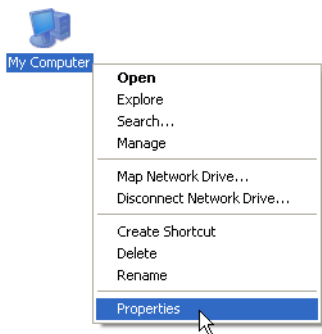 My Computer
Open
Explore
Search...
Manage
Map Network Drive...
Disconnect Network Drive...
Create Shortcut
Delete
Rename
Properties